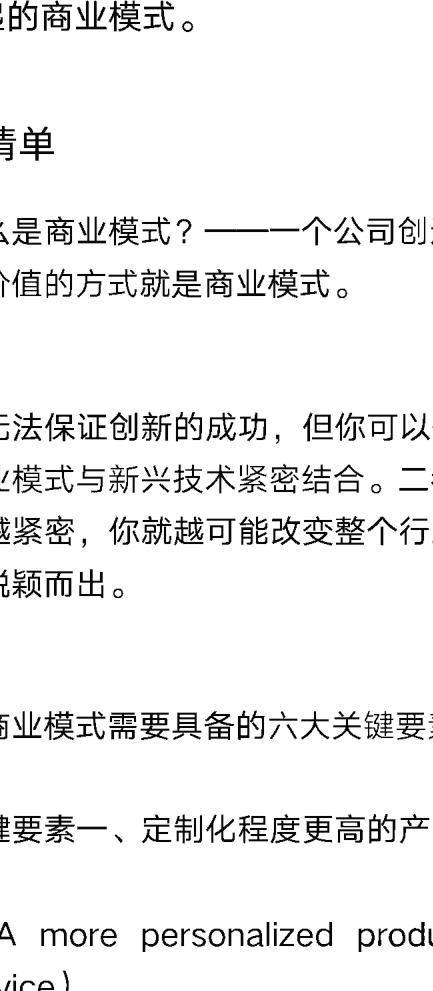 的商业模式。
清单
么是商业模式？——一个公司创
价值的方式就是商业模式。
无法保证创新的成功，但你可以
业模式与新兴技术紧密结合。二
越紧密，你就越可能改变整个行
脱颖而出。
商业模式需要具备的六大关键要素
键要素一、定制化程度更高的产
A more personalized produ
vice）